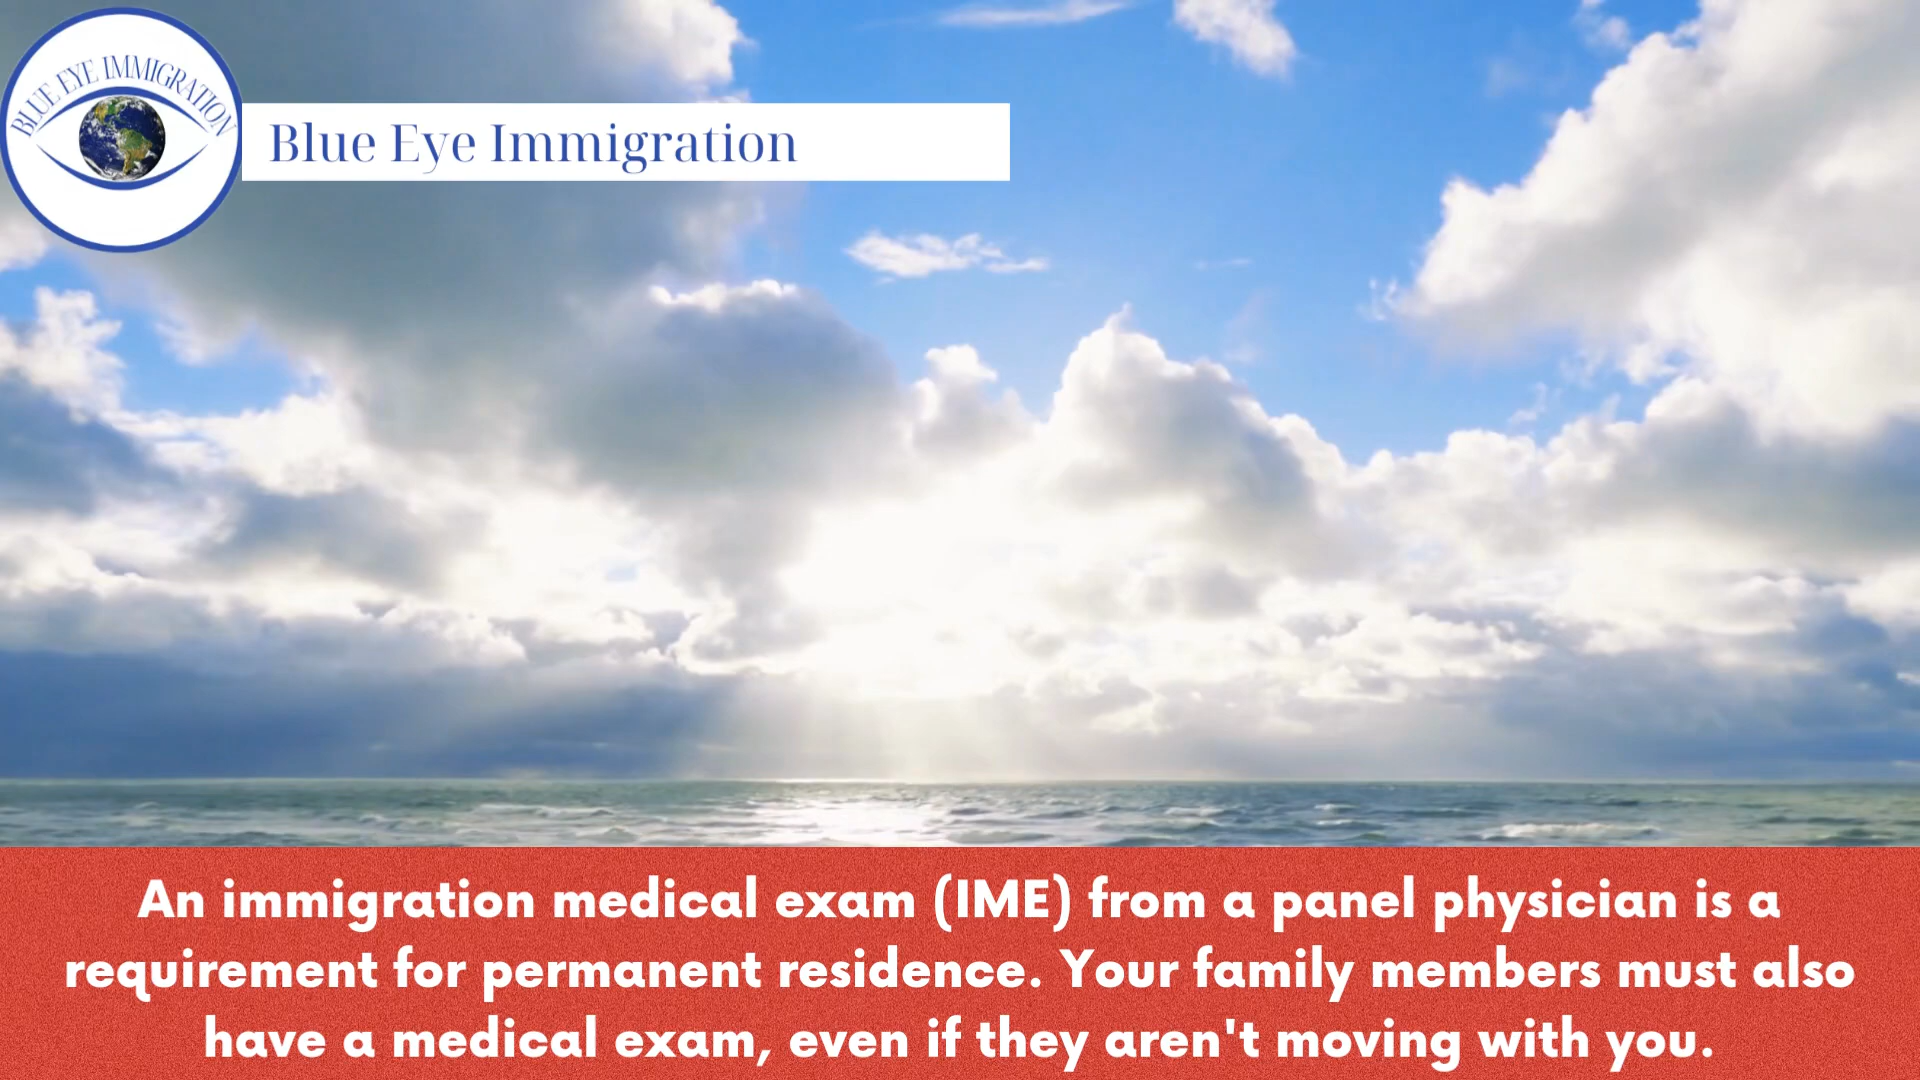 BLUE EYE IMMIGRATION
Blue Eye Immigration
An immigration medical exam (IME) from a panel physician is a
requirement for permanent residence. Your family members must also
have a medical exam, even if they aren't moving with you.